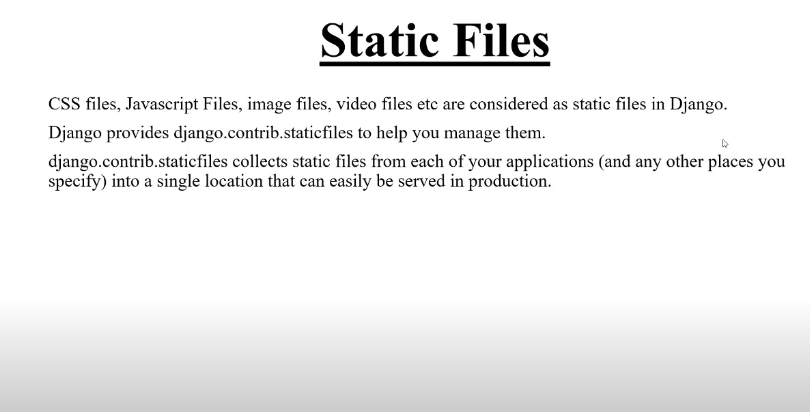 Static Files
CSS files, Javascript Files, image files, video files etc are considered as static files in Django.
Django provides django.contrib.staticfiles to help you manage them.
django.contrib.staticfiles collects static files from each of your applications (and any other places you
specify) into a single location that can easily be served in production.